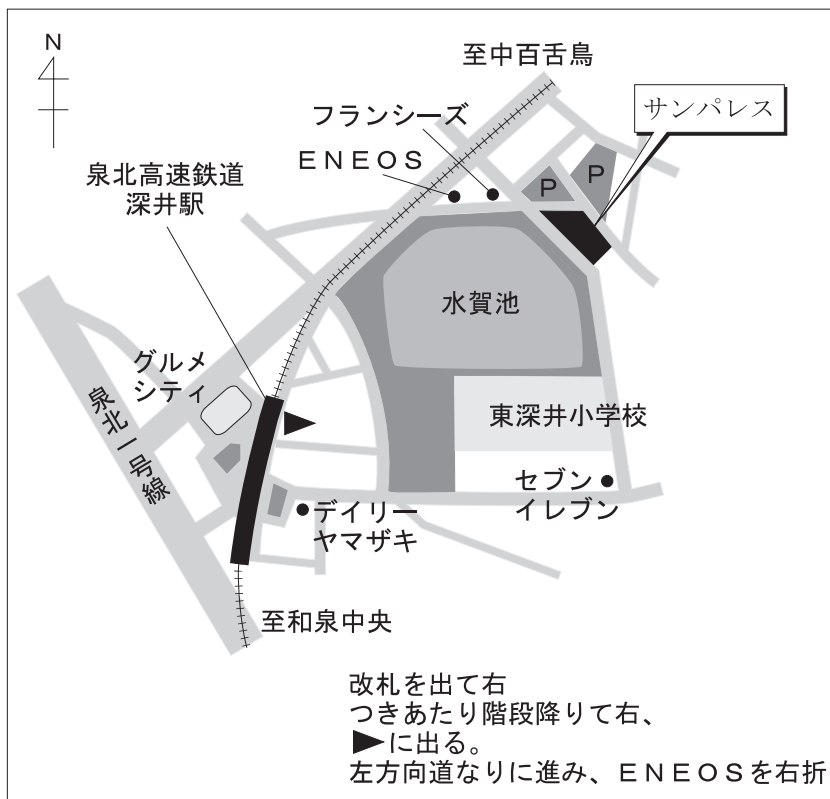 N
至中百舌鳥
サンパレス
フランシーズ
ENEOS
P
P
泉北高速鉄道
深井駅
水賀池
グルメ
シティ
泉北一号線
東深井小学校
セブン
イレブン
デイリー
ヤマザキ
至和泉中央
改札を出て右
つきあたり階段降りて右、
▶に出る。
左方向道なりに進み、ENEOSを右折